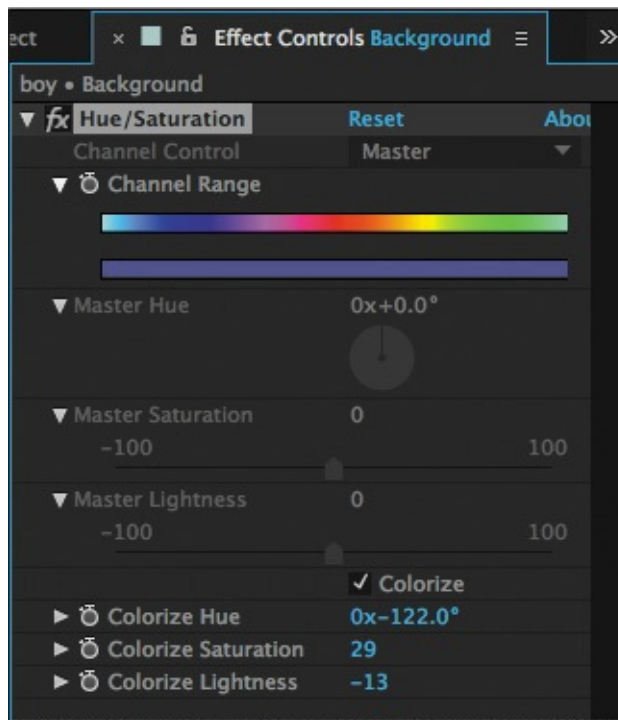 ect × Effect Controls Background ≡ »
boy • Background
fx Hue/Saturation Reset Abou
Channel Control Master
Channel Range
Master Hue 0x+0.0°
Master Saturation 0
-100 100
Master Lightness 0
-100 100
✓ Colorize
Colorize Hue 0x-122.0°
Colorize Saturation 29
Colorize Lightness -13